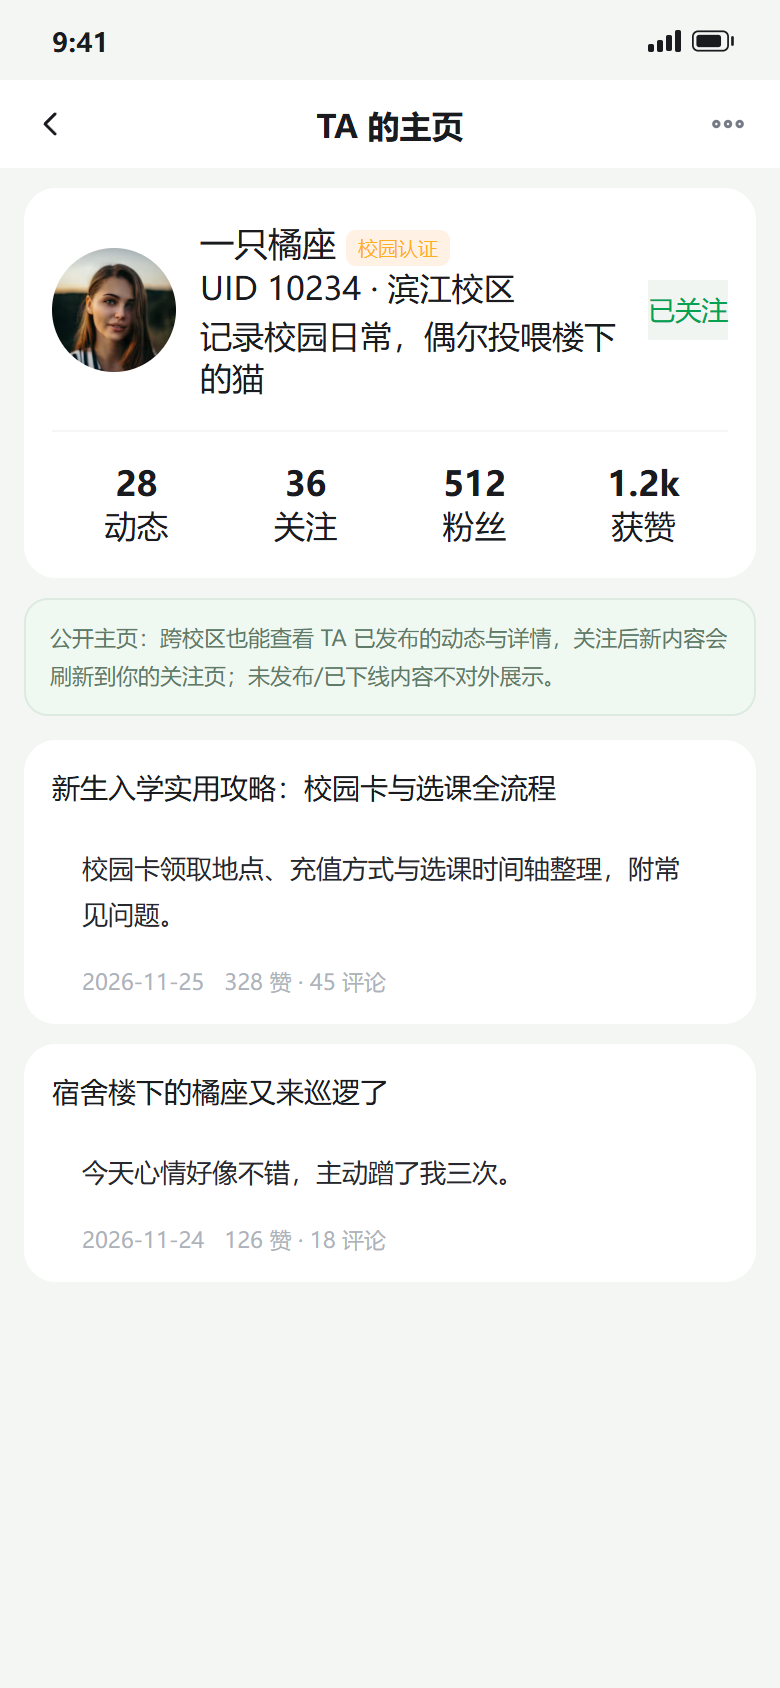 9:41
TA 的主页
一只橘座 校园认证
UID 10234 · 滨江校区
记录校园日常，偶尔投喂楼下
的猫
已关注
28 36 512 1.2k
动态 关注 粉丝 获赞
公开主页：跨校区也能查看 TA 已发布的动态与详情，关注后新内容会
刷新到你的关注页；未发布/已下线内容不对外展示。
新生入学实用攻略：校园卡与选课全流程
校园卡领取地点、充值方式与选课时间轴整理，附常
见问题。
2026-11-25 328 赞 · 45 评论
宿舍楼下的橘座又来巡逻了
今天心情好像不错，主动蹭了我三次。
2026-11-24 126 赞 · 18 评论